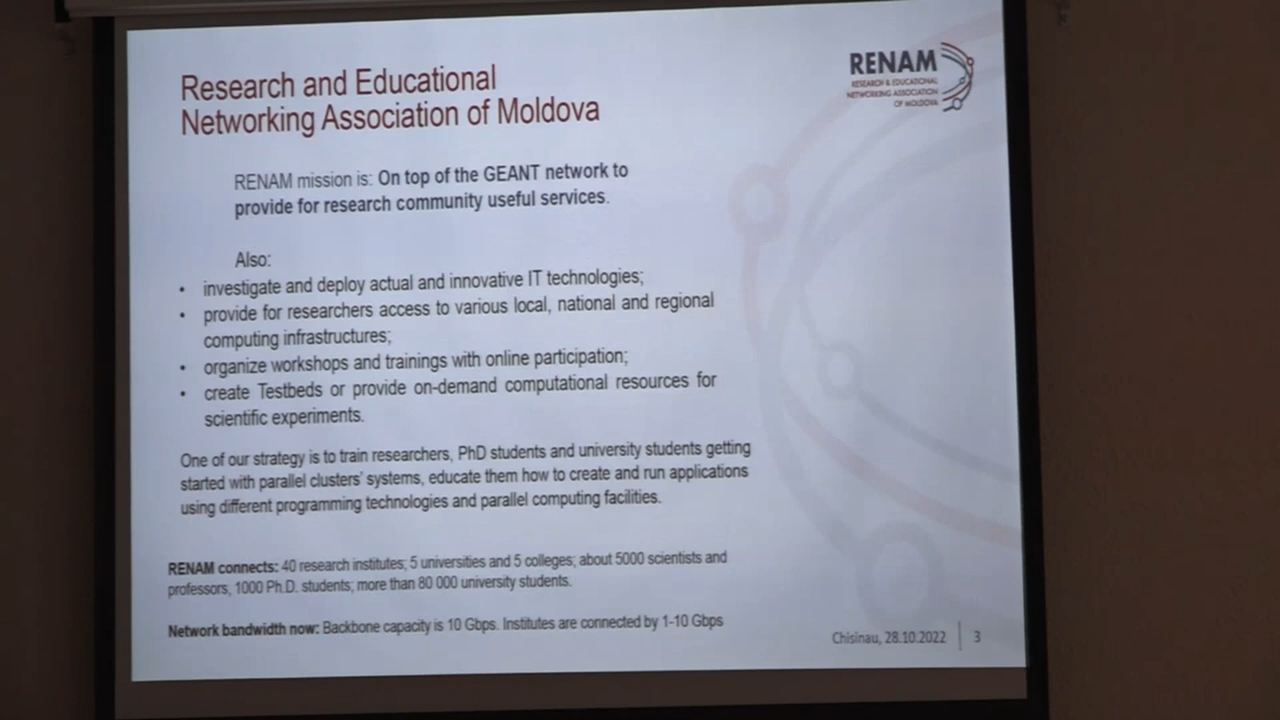 Research and Educational
Networking Association of Moldova
RENAM
RESEARCH & EDUCATIONAL
NETWORKING ASSOCIATION
OF MOLDOVA
RENAM mission is: On top of the GEANT network to
provide for research community useful services.
Also:
• investigate and deploy actual and innovative IT technologies;
• provide for researchers access to various local, national and regional
computing infrastructures;
• organize workshops and trainings with online participation;
• create Testbeds or provide on-demand computational resources for
scientific experiments.
One of our strategy is to train researchers, PhD students and university students getting
started with parallel clusters' systems, educate them how to create and run applications
using different programming technologies and parallel computing facilities.
RENAM connects: 40 research institutes; 5 universities and 5 colleges; about 5000 scientists and
professors, 1000 Ph.D. students; more than 80 000 university students.
Network bandwidth now: Backbone capacity is 10 Gbps. Institutes are connected by 1-10 Gbps
Chisinau, 28.10.2022 3